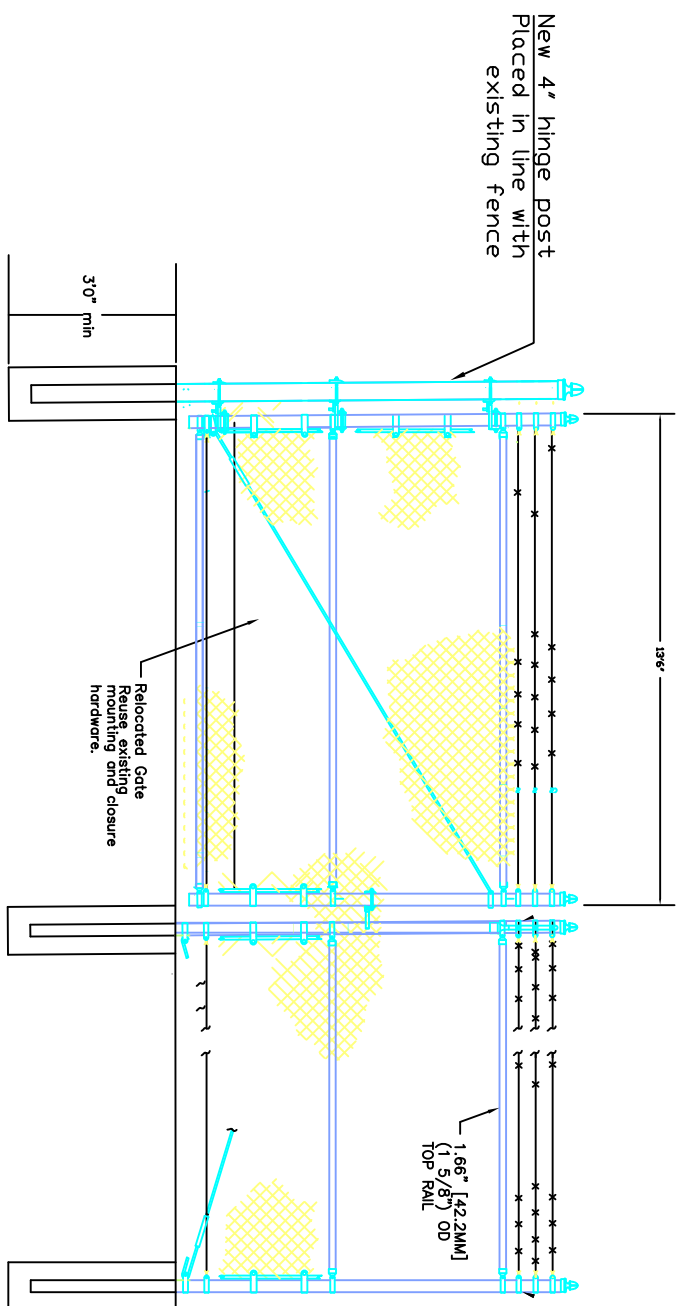 New 4" hinge post
Placed in line with
existing fence
3'0" min
13'6"
Relocated Gate
Reuse existing
mounting and closure
hardware.
1.66" [42.2MM]
(1 5/8") OD
TOP RAIL